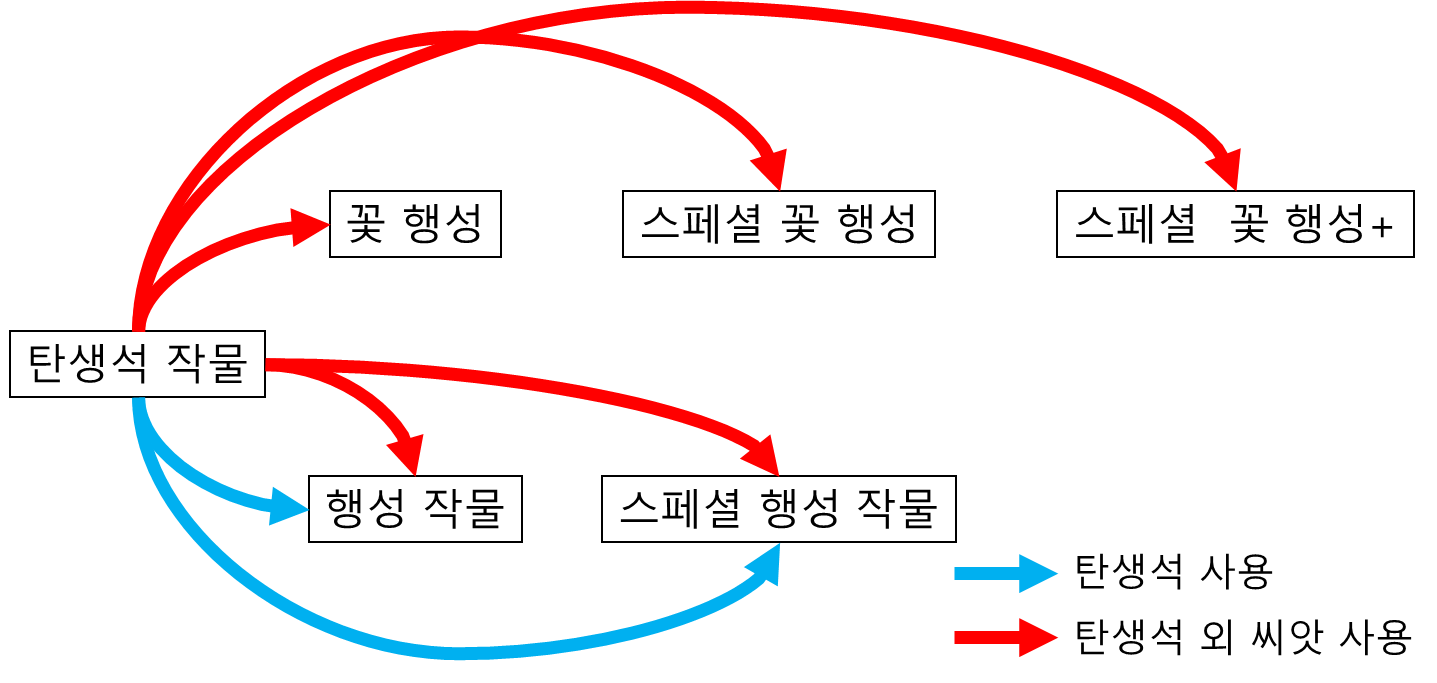 꽃 행성
스페셜 꽃 행성
스페셜  꽃 행성+
탄생석 작물
행성 작물
스페셜 행성 작물
탄생석 사용
탄생석 외 씨앗 사용